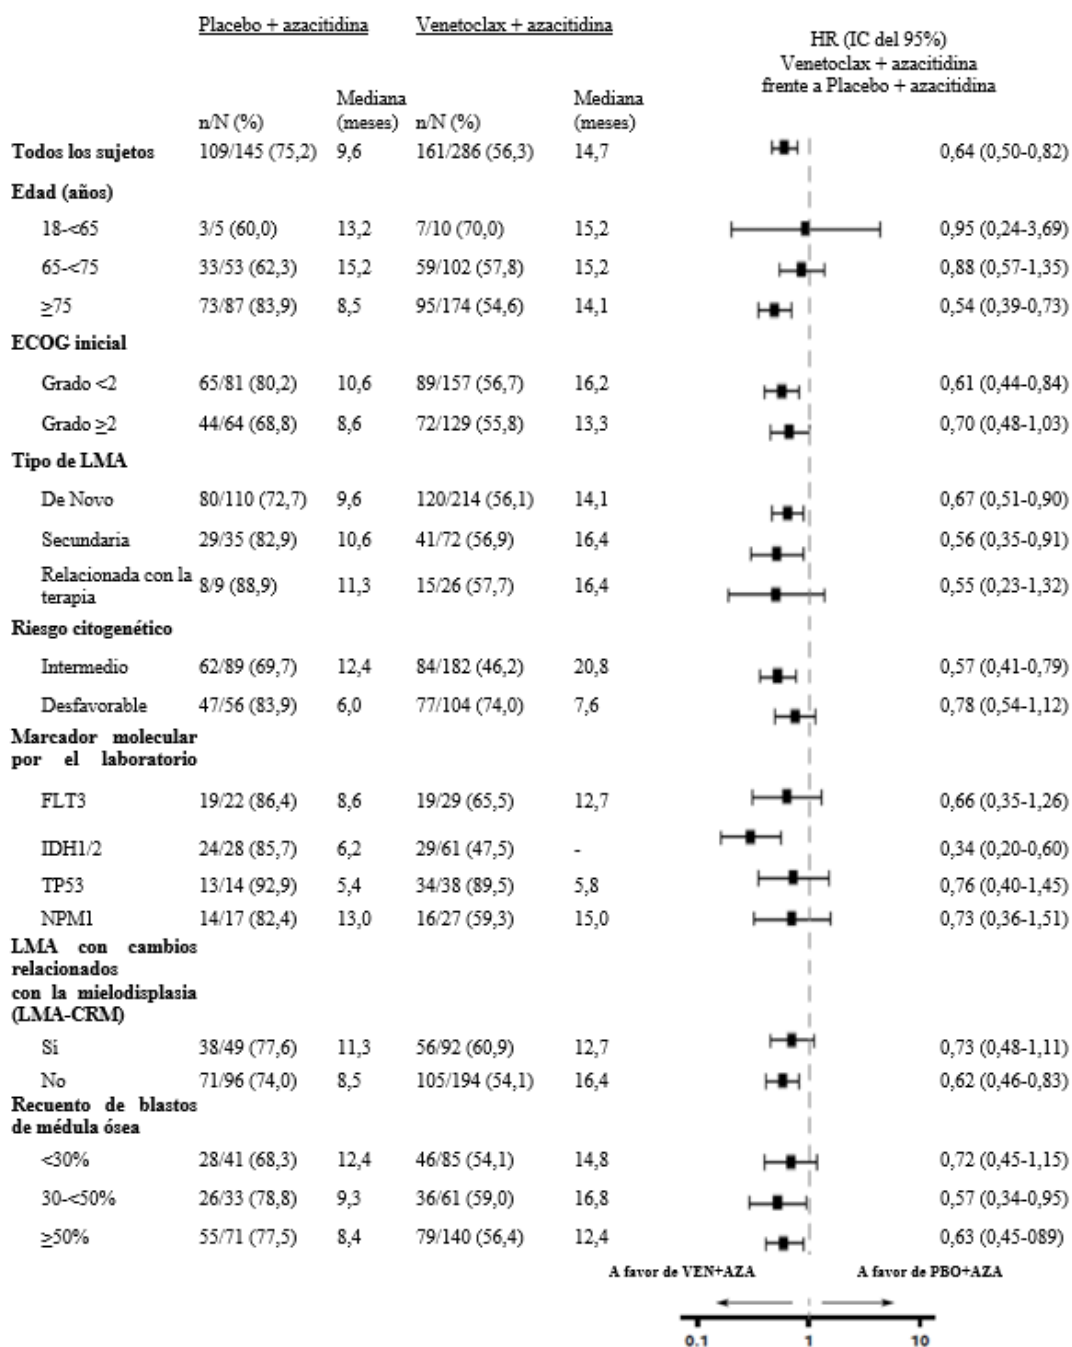 Placebo + azacitidina Venetoclax + azacitidina
HR (IC del 95%)
Venetoclax + azacitidina
frente a Placebo + azacitidina
Mediana Mediana
n/N (%) (meses) n/N (%) (meses)
Todos los sujetos 109/145 (75,2) 9,6 161/286 (56,3) 14,7 0,64 (0,50-0,82)
Edad (años)
18-<65 3/5 (60,0) 13,2 7/10 (70,0) 15,2 0,95 (0,24-3,69)
65-<75 33/53 (62,3) 15,2 59/102 (57,8) 15,2 0,88 (0,57-1,35)
≥75 73/87 (83,9) 8,5 95/174 (54,6) 14,1 0,54 (0,39-0,73)
ECOG inicial
Grado <2 65/81 (80,2) 10,6 89/157 (56,7) 16,2 0,61 (0,44-0,84)
Grado ≥2 44/64 (68,8) 8,6 72/129 (55,8) 13,3 0,70 (0,48-1,03)
Tipo de LMA
De Novo 80/110 (72,7) 9,6 120/214 (56,1) 14,1 0,67 (0,51-0,90)
Secundaria 29/35 (82,9) 10,6 41/72 (56,9) 16,4 0,56 (0,35-0,91)
Relacionada con la
terapia 8/9 (88,9) 11,3 15/26 (57,7) 16,4 0,55 (0,23-1,32)
Riesgo citogenético
Intermedio 62/89 (69,7) 12,4 84/182 (46,2) 20,8 0,57 (0,41-0,79)
Desfavorable 47/56 (83,9) 6,0 77/104 (74,0) 7,6 0,78 (0,54-1,12)
Marcador molecular
por el laboratorio
FLT3 19/22 (86,4) 8,6 19/29 (65,5) 12,7 0,66 (0,35-1,26)
IDH1/2 24/28 (85,7) 6,2 29/61 (47,5) - 0,34 (0,20-0,60)
TP53 13/14 (92,9) 5,4 34/38 (89,5) 5,8 0,76 (0,40-1,45)
NPM1 14/17 (82,4) 13,0 16/27 (59,3) 15,0 0,73 (0,36-1,51)
LMA con cambios
relacionados
con la mielodisplasia
(LMA-CRM)
Si 38/49 (77,6) 11,3 56/92 (60,9) 12,7 0,73 (0,48-1,11)
No 71/96 (74,0) 8,5 105/194 (54,1) 16,4 0,62 (0,46-0,83)
Recuento de blastos
de médula ósea
<30% 28/41 (68,3) 12,4 46/85 (54,1) 14,8 0,72 (0,45-1,15)
30-<50% 26/33 (78,8) 9,3 36/61 (59,0) 16,8 0,57 (0,34-0,95)
≥50% 55/71 (77,5) 8,4 79/140 (56,4) 12,4 0,63 (0,45-089)
A favor de VEN+AZA A favor de PBO+AZA
0.1 1 10